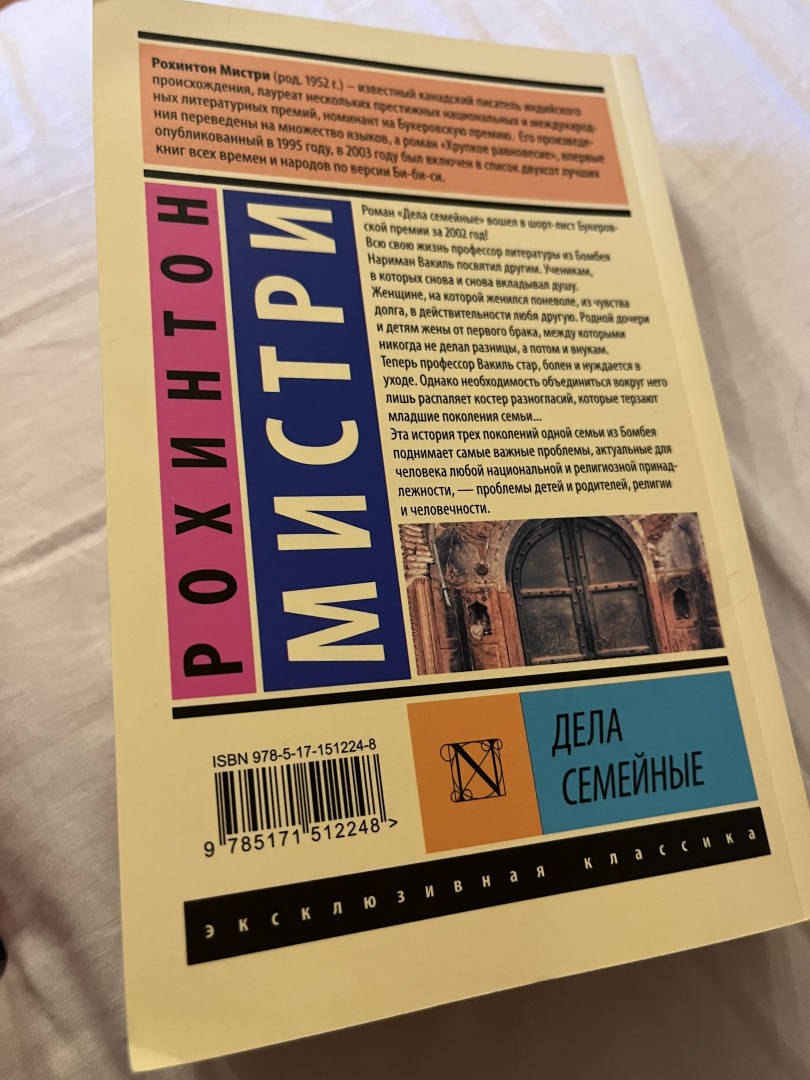 Рохинтон Мистри (род. 1952 г.) – известный канадский писатель индийского
происхождения, лауреат нескольких престижных национальных и международ-
ных литературных премий, номинант на Букеровскую премию. Его произведе-
ния переведены на множество языков, а роман «Хрупкое равновесие», впервые
опубликованный в 1995 году, в 2003 году был включен в список двухсот лучших
книг всех времен и народов по версии Би-би-си.
РОХИНТОН
МИСТРИ
Роман «Дела семейные» вошел в шорт-лист Букеров-
ской премии за 2002 год!
Всю свою жизнь профессор литературы из Бомбея
Нариман Вакиль посвятил другим. Ученикам,
в которых снова и снова вкладывал душу.
Женщине, на которой женился поневоле, из чувства
долга, в действительности любя другую. Родной дочери
и детям жены от первого брака, между которыми
никогда не делал разницы, а потом и внукам.
Теперь профессор Вакиль стар, болен и нуждается в
уходе. Однако необходимость объединиться вокруг него
лишь распаляет костер разногласий, которые терзают
младшие поколения семьи...
Эта история трех поколений одной семьи из Бомбея
поднимает самые важные проблемы, актуальные для
человека любой национальной и религиозной принад-
лежности, — проблемы детей и родителей, религии
и человечности.
ISBN 978-5-17-151224-8
9 785171 512248 >
N
ДЕЛА
СЕМЕЙНЫЕ
эксклюзивная классика